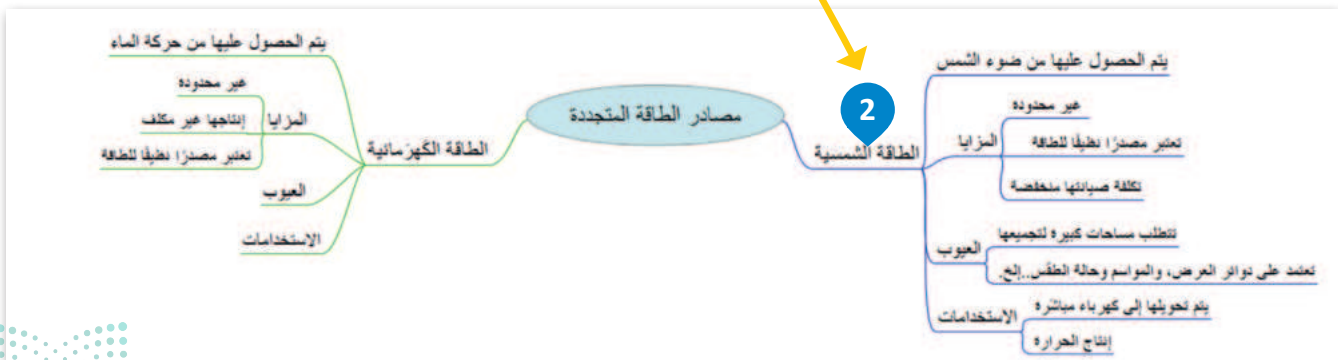 مصادر الطاقة المتجددة
2
الطاقة الشمسية
يتم الحصول عليها من ضوء الشمس
المزايا
غير محدودة
تعتبر مصدرًا نظيفًا للطاقة
تكلفة صيانتها منخفضة
العيوب
تتطلب مساحات كبيرة لتجميعها
تعتمد على دوائر العرض، والمواسم وحالة الطقس..إلخ.
الاستخدامات
يتم تحويلها إلى كهرباء مباشرة
إنتاج الحرارة
الطاقة الكهرمائية
يتم الحصول عليها من حركة الماء
المزايا
غير محدودة
إنتاجها غير مكلف
تعتبر مصدرًا نظيفًا للطاقة
العيوب
الاستخدامات